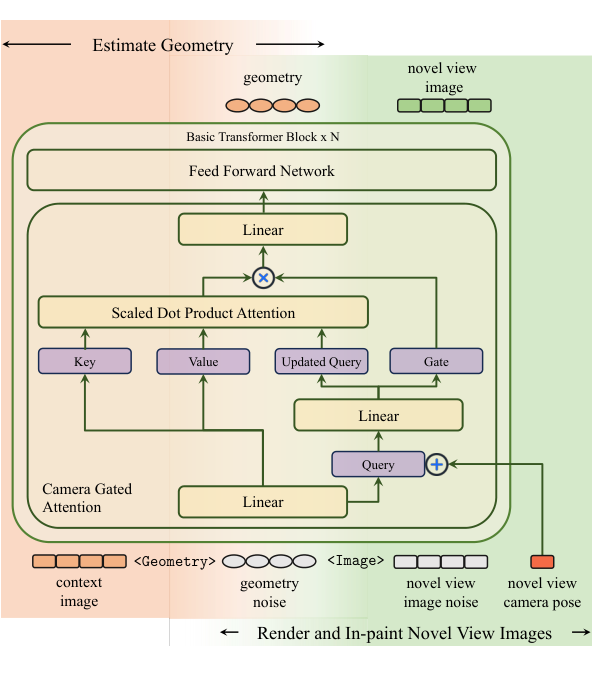 Estimate Geometry
geometry
novel view
image
Basic Transformer Block x N
Feed Forward Network
Linear
Scaled Dot Product Attention
Key
Value
Updated Query
Gate
Linear
Query
Camera Gated
Attention
Linear
<Geometry>
<Image>
context
image
geometry
noise
novel view
image noise
novel view
camera pose
Render and In-paint Novel View Images